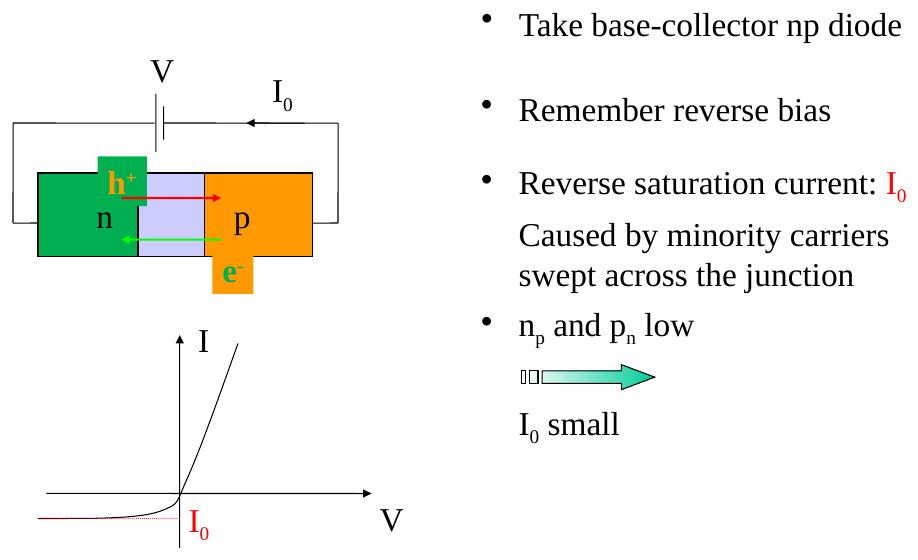 V
I₀
h⁺
n
p
e⁻
I
V
I₀
• Take base-collector np diode
• Remember reverse bias
• Reverse saturation current: I₀
Caused by minority carriers
swept across the junction
• nₚ and pₙ low
I₀ small